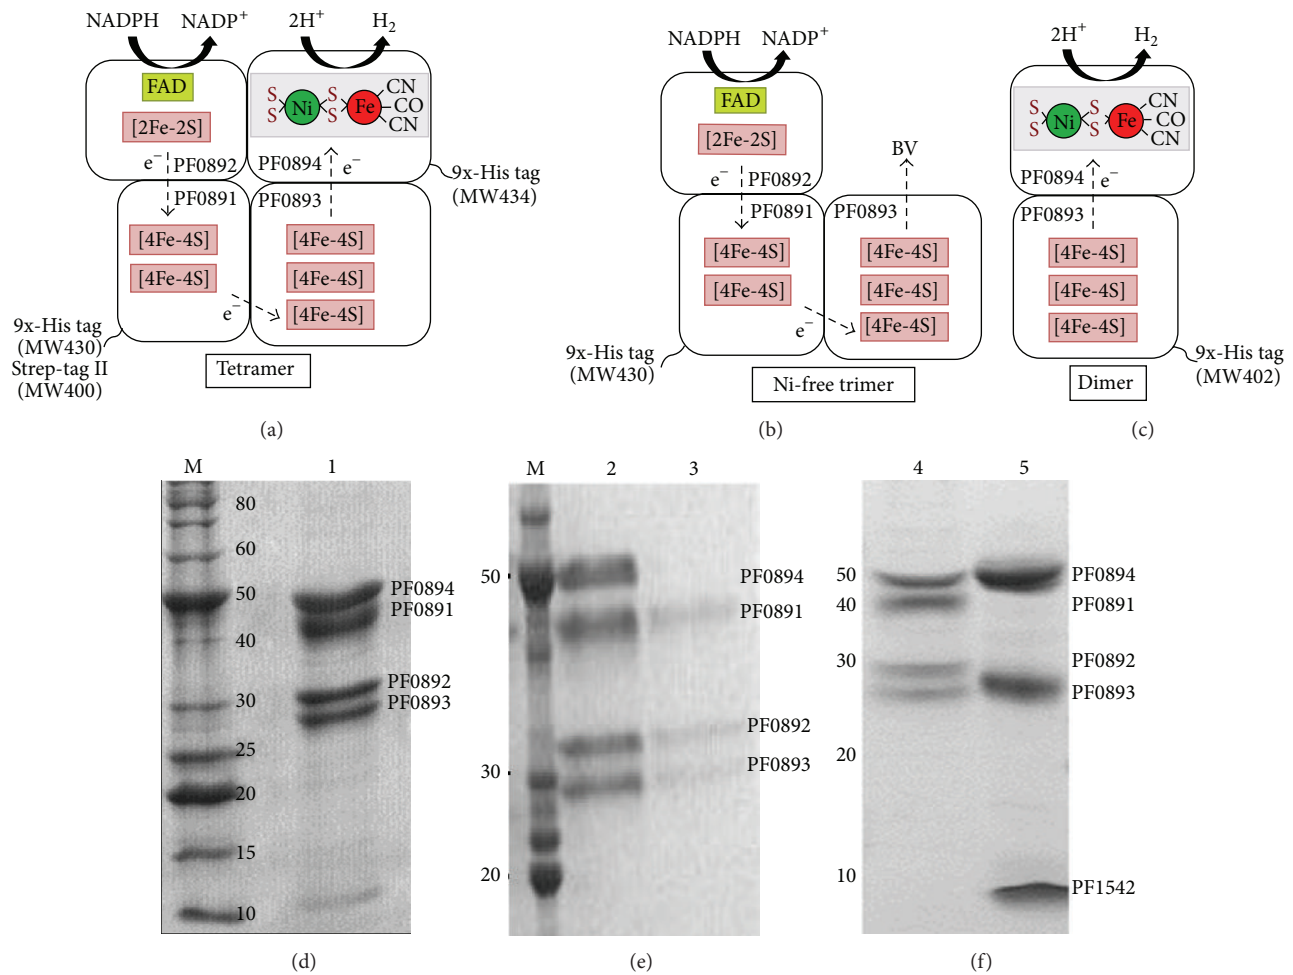 NADPH NADP+ 2H+ H2
FAD
[2Fe-2S]
S S Ni S S Fe CN CO CN
e− PF0892 PF0894 e−
PF0891 PF0893
[4Fe-4S] [4Fe-4S]
[4Fe-4S] [4Fe-4S]
e− [4Fe-4S]
9x-His tag
(MW434)
9x-His tag
(MW430)
Strep-tag II
(MW400)
Tetramer
(a)
NADPH NADP+
FAD
[2Fe-2S]
BV
e− PF0892
PF0891 PF0893
[4Fe-4S] [4Fe-4S]
[4Fe-4S] [4Fe-4S]
e− [4Fe-4S]
9x-His tag
(MW430)
Ni-free trimer
(b)
2H+ H2
S S Ni S S Fe CN CO CN
PF0894 e−
PF0893
[4Fe-4S]
[4Fe-4S]
[4Fe-4S]
9x-His tag
(MW402)
Dimer
(c)
M 1
80
60
50 PF0894
PF0891
40
PF0892
30 PF0893
25
20
15
10
(d)
M 2 3
50 PF0894
PF0891
PF0892
30 PF0893
20
(e)
4 5
50 PF0894
40 PF0891
30 PF0892
PF0893
20
10 PF1542
(f)